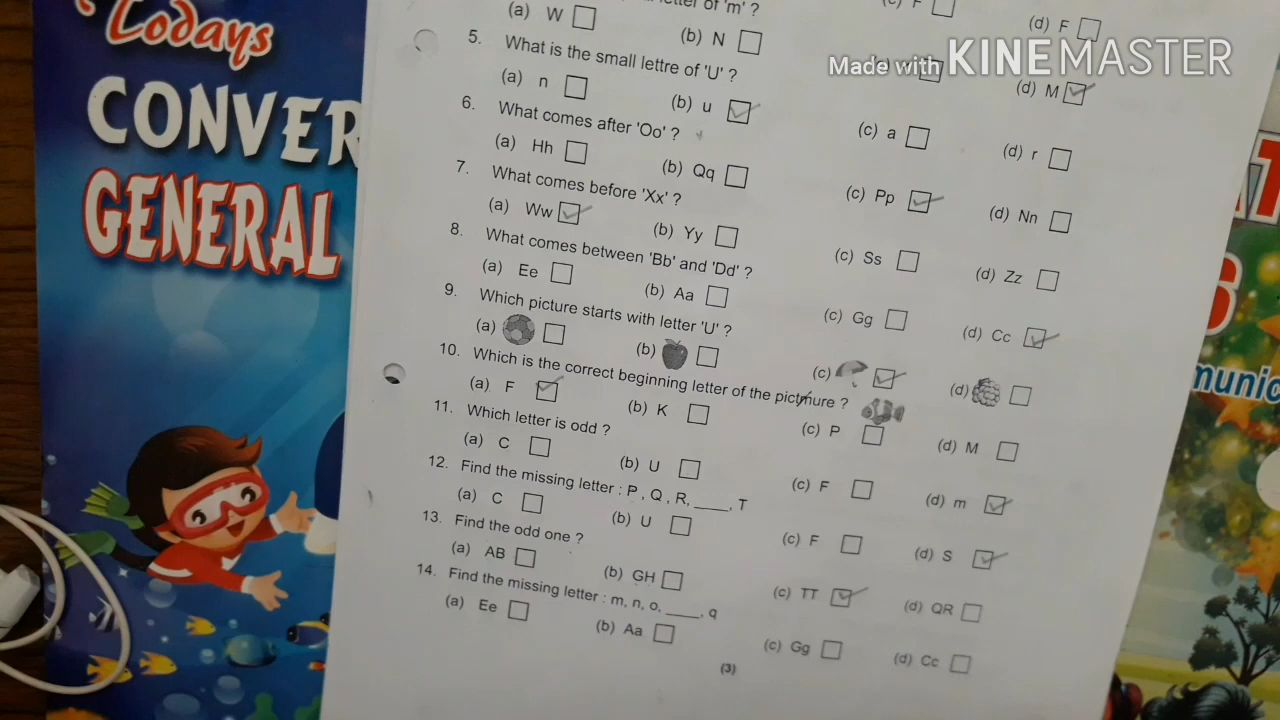 Todays
CONVER
GENERAL
Made with KINEMASTER
letter of 'm' ?
(a) W (b) N (d) M
(c) F (d) F
5. What is the small lettre of 'U' ?
(a) n (b) u (c) a (d) r
6. What comes after 'Oo' ?
(a) Hh (b) Qq (c) Pp (d) Nn
7. What comes before 'Xx' ?
(a) Ww (b) Yy (c) Ss (d) Zz
8. What comes between 'Bb' and 'Dd' ?
(a) Ee (b) Aa (c) Gg (d) Cc
9. Which picture starts with letter 'U' ?
(a) (b) (c) (d)
10. Which is the correct beginning letter of the pictmure ?
(a) F (b) K (c) P (d) M
11. Which letter is odd ?
(a) C (b) U (c) F (d) m
12. Find the missing letter : P , Q , R, ____, T
(a) C (b) U (c) F (d) S
13. Find the odd one ?
(a) AB (b) GH (c) TT (d) QR
14. Find the missing letter : m, n, o, ____, q
(a) Ee (b) Aa (c) Gg (d) Cc
(3)